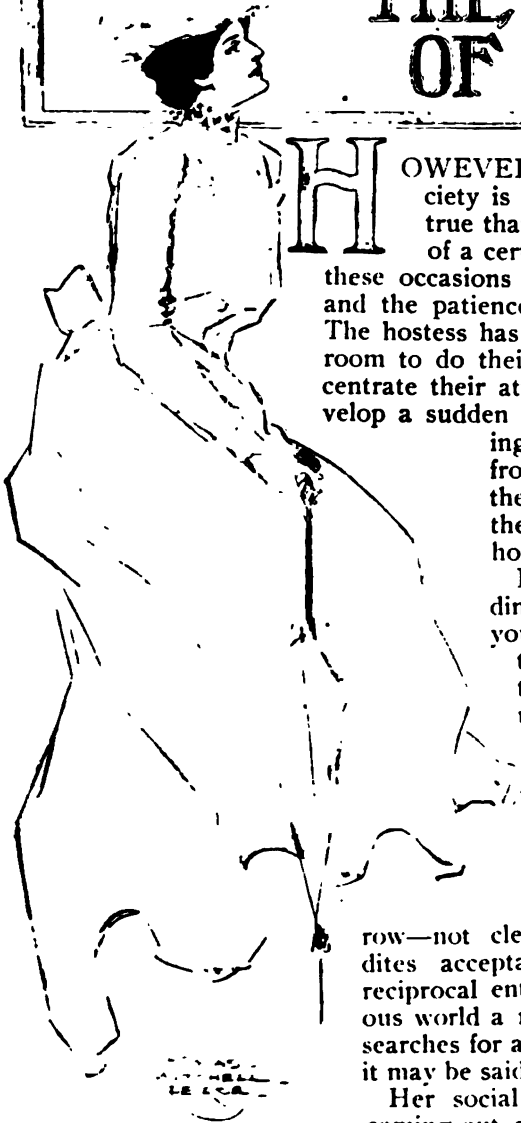 THE
OF
HOWEVER
ciety is
true tha
of a cer
these occasions
and the patience
The hostess has
room to do thei
centrate their at
velop a sudden
ing
fro
the
the
ho
dir
yo
row—not cle
dites accepta
reciprocal ent
ous world a
searches for a
it may be said
Her social